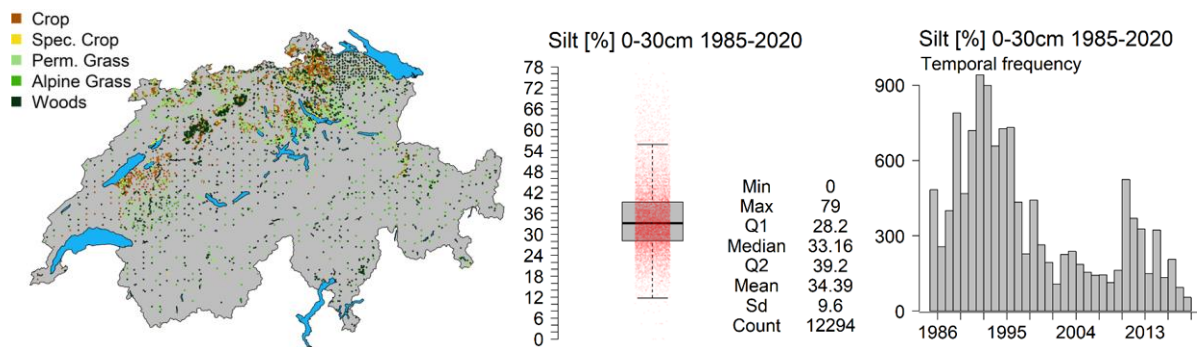 Crop
Spec. Crop
Perm. Grass
Alpine Grass
Woods
Silt [%] 0-30cm 1985-2020
78
72
66
60
54
48
42
36
30
24
18
12
6
0
Min 0
Max 79
Q1 28.2
Median 33.16
Q2 39.2
Mean 34.39
Sd 9.6
Count 12294
Silt [%] 0-30cm 1985-2020
Temporal frequency
900
600
300
0
1986 1995 2004 2013